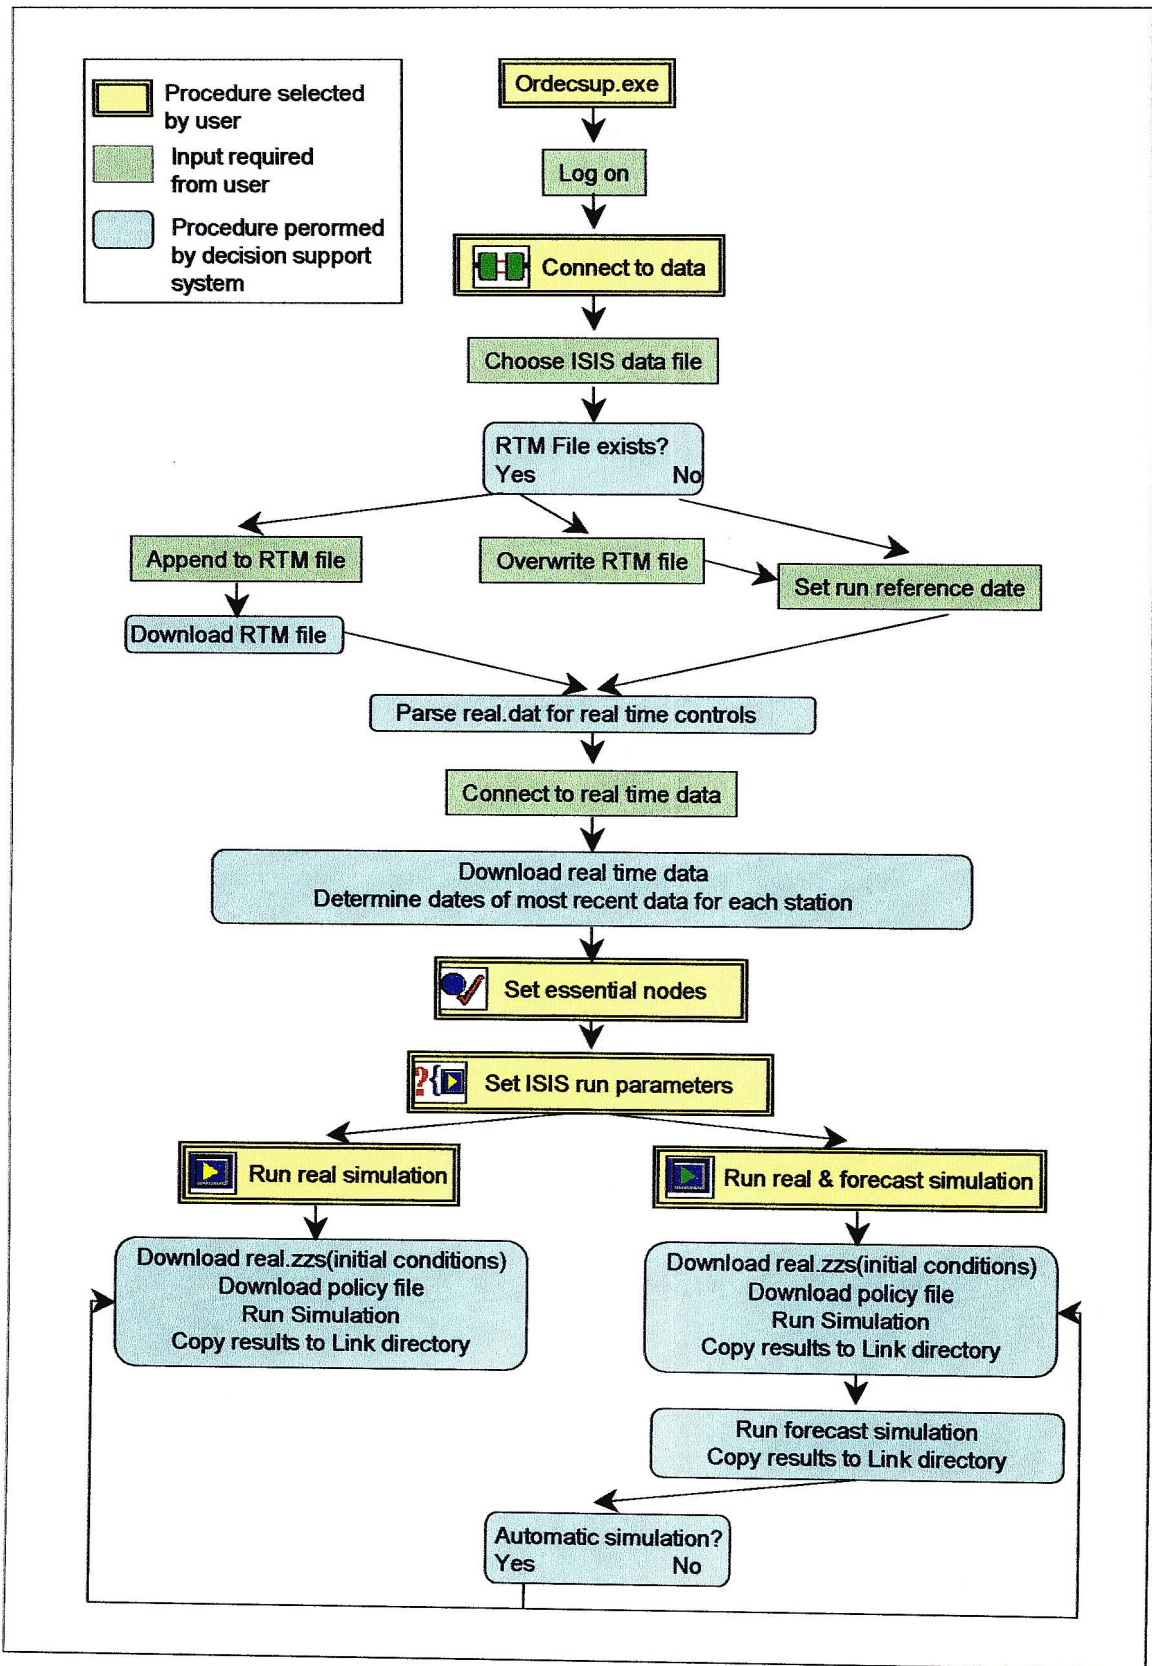 Procedure selected
by user
Input required
from user
Procedure perormed
by decision support
system
Ordecsup.exe
Log on
Connect to data
Choose ISIS data file
RTM File exists?
Yes No
Append to RTM file
Overwrite RTM file
Set run reference date
Download RTM file
Parse real.dat for real time controls
Connect to real time data
Download real time data
Determine dates of most recent data for each station
Set essential nodes
?{
Set ISIS run parameters
Run real simulation
Run real & forecast simulation
Download real.zzs(initial conditions)
Download policy file
Run Simulation
Copy results to Link directory
Download real.zzs(initial conditions)
Download policy file
Run Simulation
Copy results to Link directory
Run forecast simulation
Copy results to Link directory
Automatic simulation?
Yes No